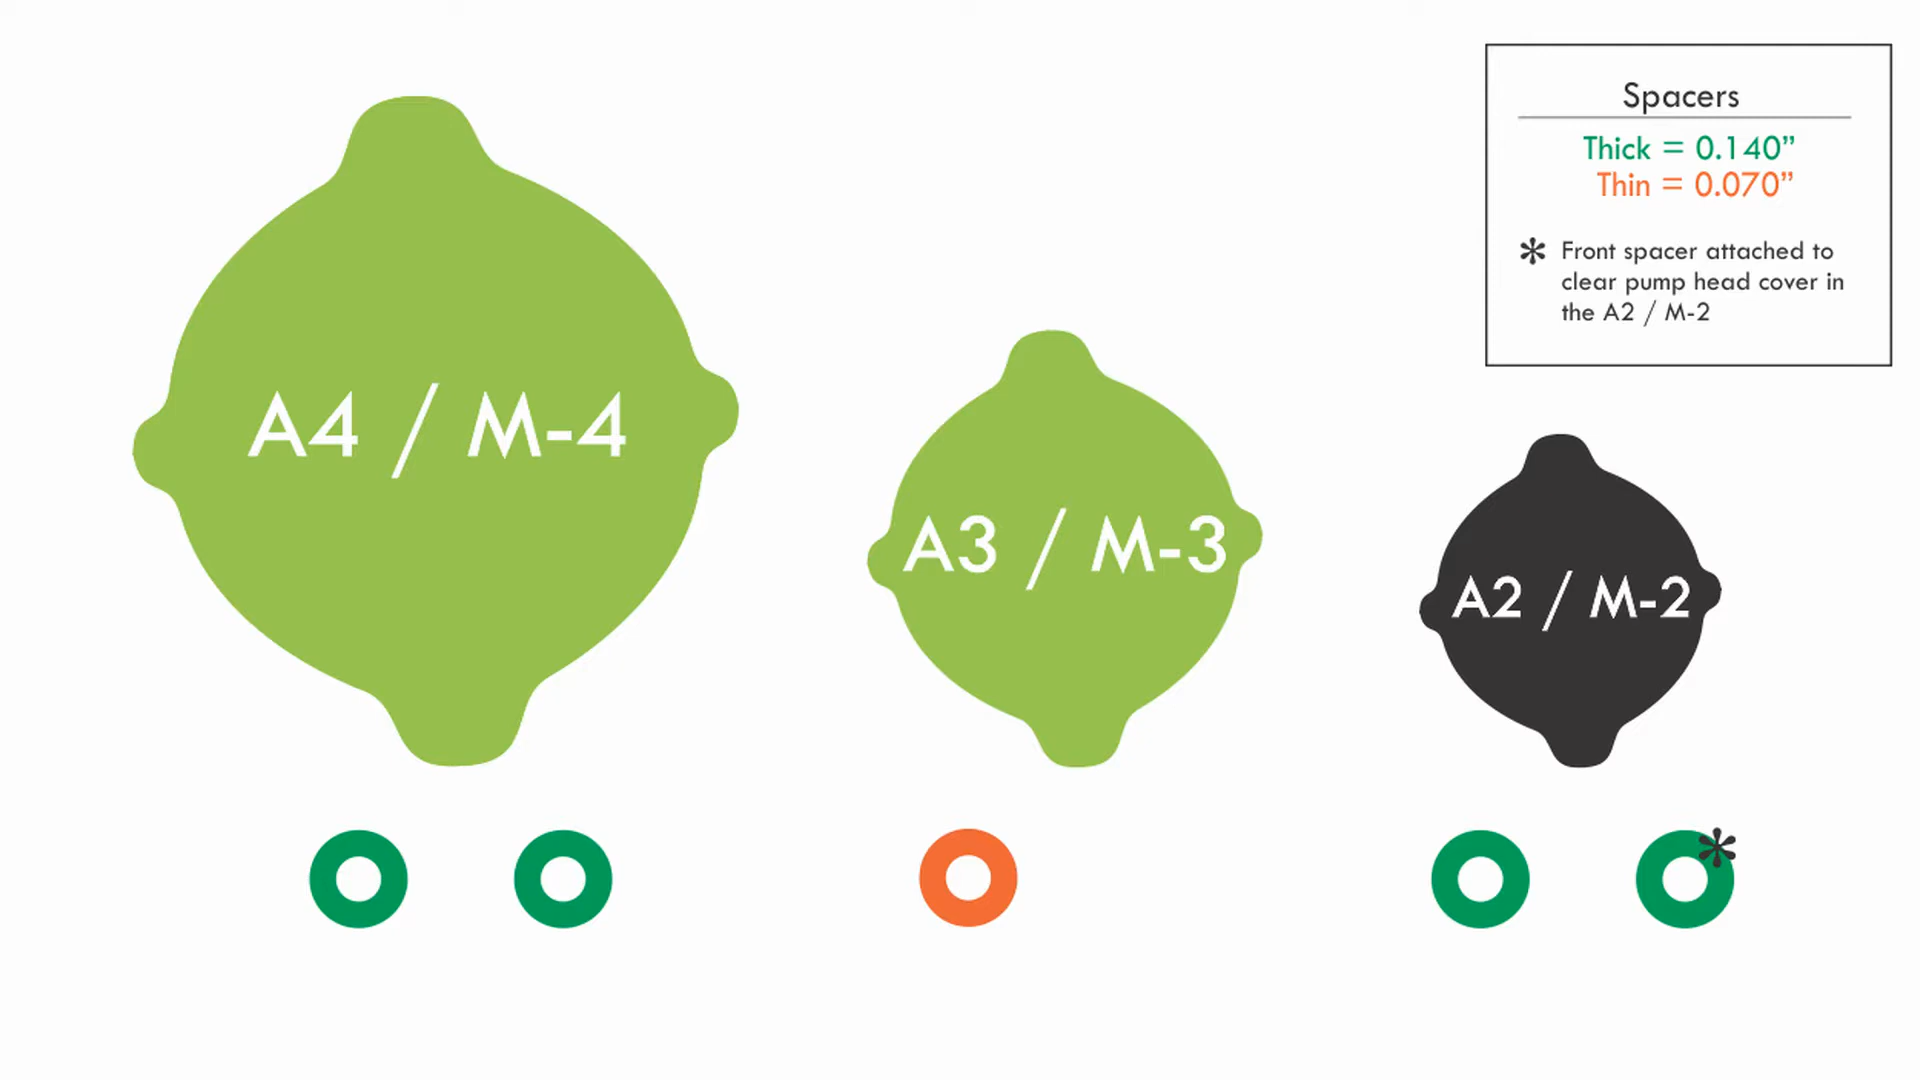 Spacers
Thick = 0.140”
Thin = 0.070”
* Front spacer attached to
clear pump head cover in
the A2 / M-2
A4 / M-4
A3 / M-3
A2 / M-2
*